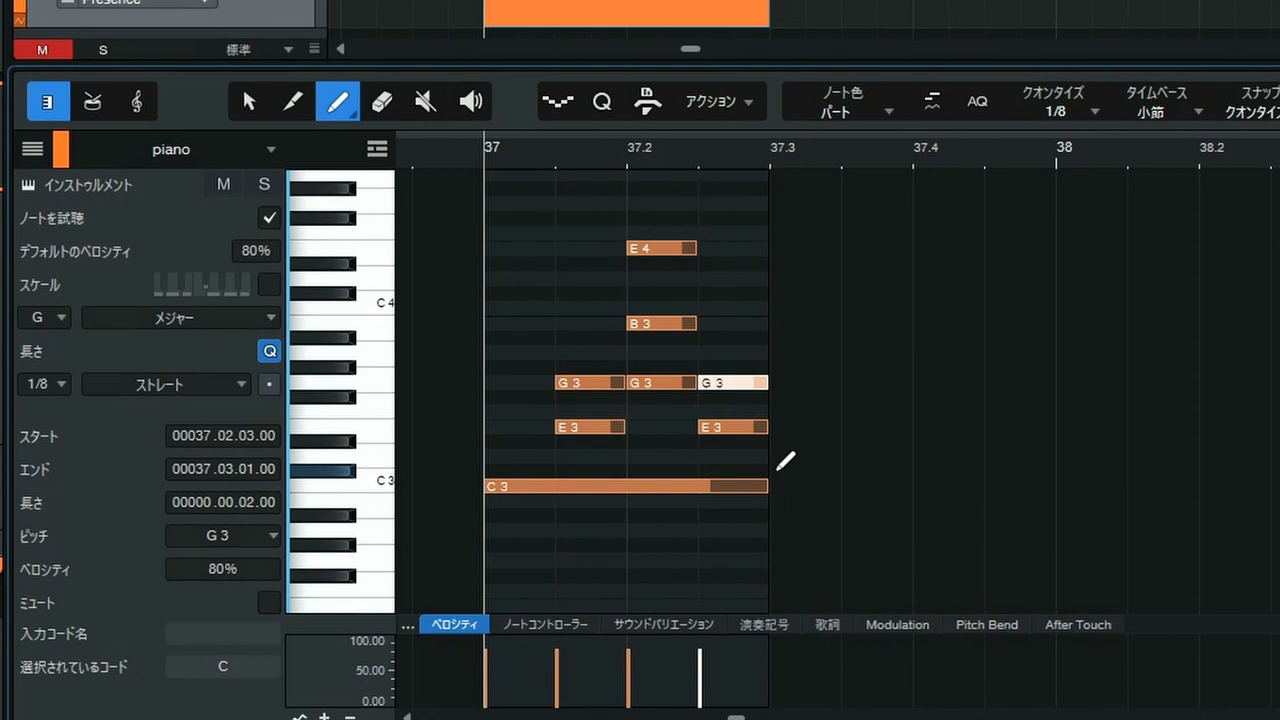 Presence
M S 標準
アクション
ノート色 パート
AQ
クオンタイズ 1/8
タイムベース 小節
スナップ
クオンタイズ
piano
37 37.2 37.3 37.4 38 38.2
インストゥルメント M S
ノートを試聴
デフォルトのベロシティ 80%
スケール
G メジャー
長さ Q
1/8 ストレート
スタート 00037.02.03.00
エンド 00037.03.01.00
長さ 00000.00.02.00
ピッチ G 3
ベロシティ 80%
ミュート
入力コード名
選択されているコード C
C 4
C 3
E 4
B 3
G 3 G 3 G 3
E 3 E 3
C 3
... ベロシティ ノートコントローラー サウンドバリエーション 演奏記号 歌詞 Modulation Pitch Bend After Touch
100.00
50.00
0.00